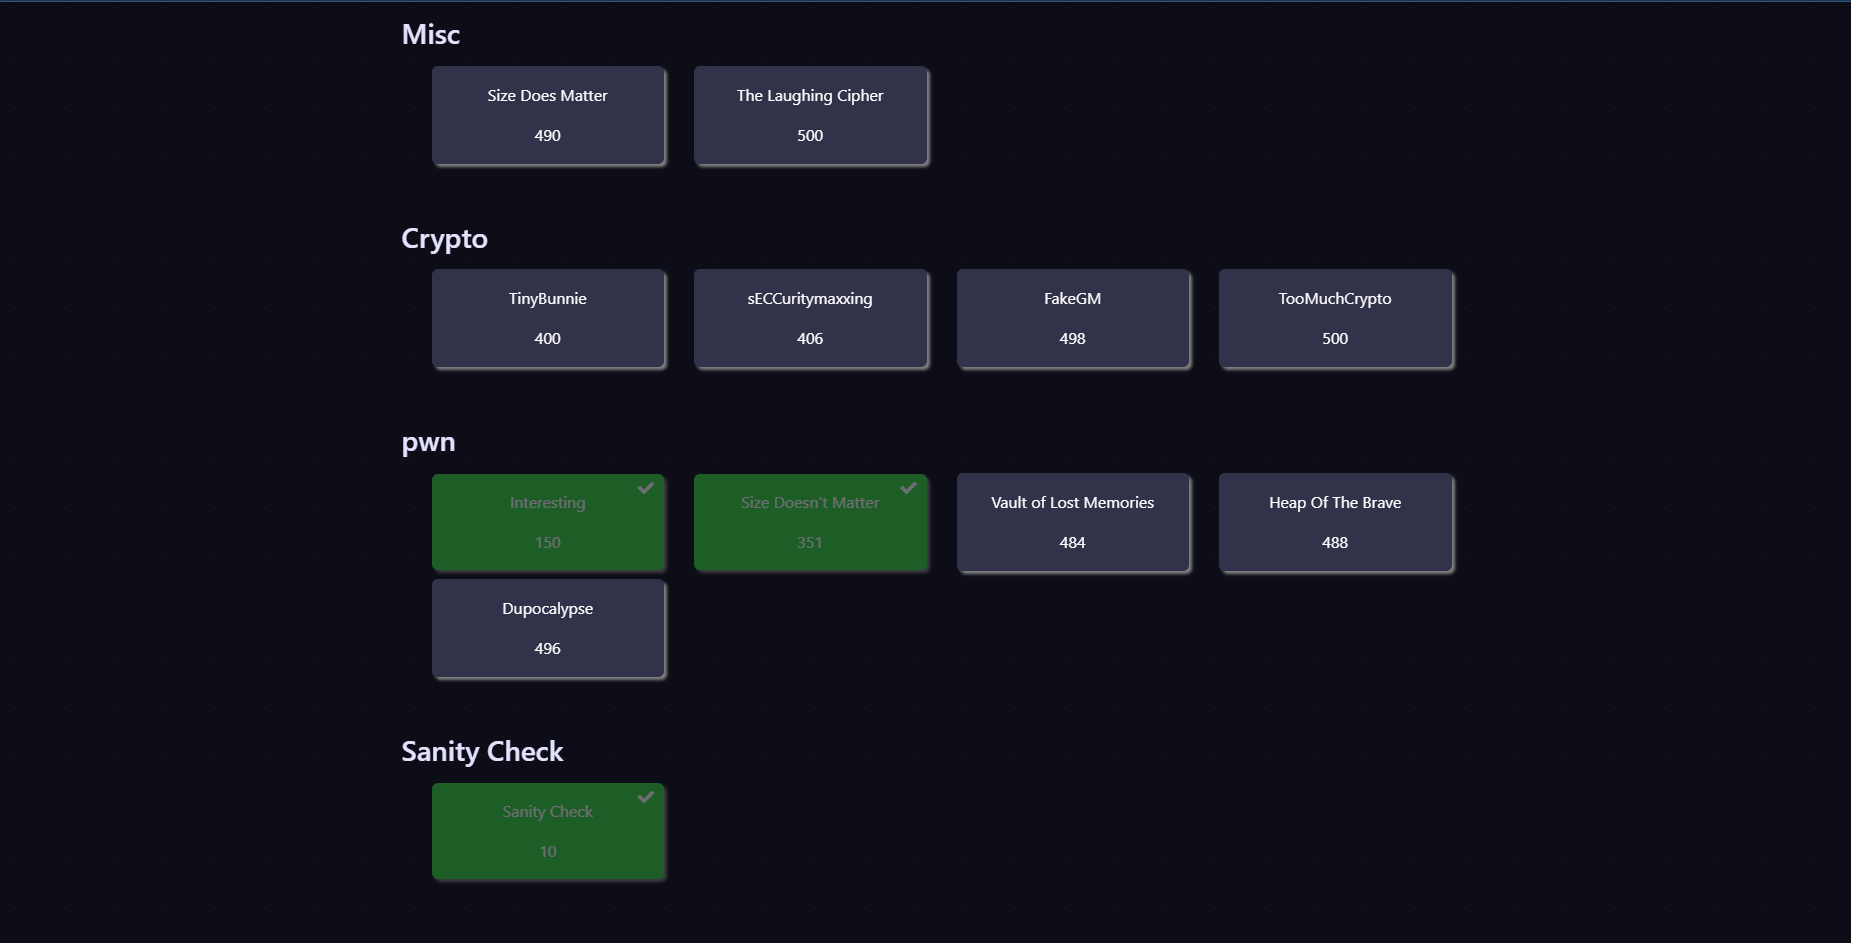 Misc
Size Does Matter
490
The Laughing Cipher
500
Crypto
TinyBunnie
400
sECCuritymaxxing
406
FakeGM
498
TooMuchCrypto
500
pwn
Interesting
150
Size Doesn't Matter
351
Vault of Lost Memories
484
Heap Of The Brave
488
Dupocalypse
496
Sanity Check
Sanity Check
10